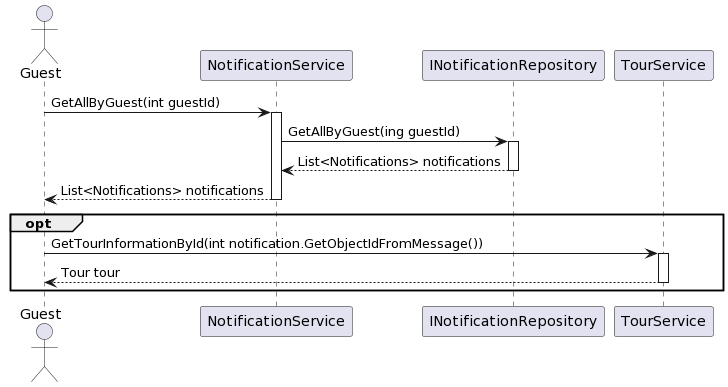 Guest
NotificationService
INotificationRepository
TourService
GetAllByGuest(int guestId)
GetAllByGuest(ing guestId)
List<Notifications> notifications
List<Notifications> notifications
opt
GetTourInformationById(int notification.GetObjectIdFromMessage())
Tour tour
Guest
NotificationService
INotificationRepository
TourService